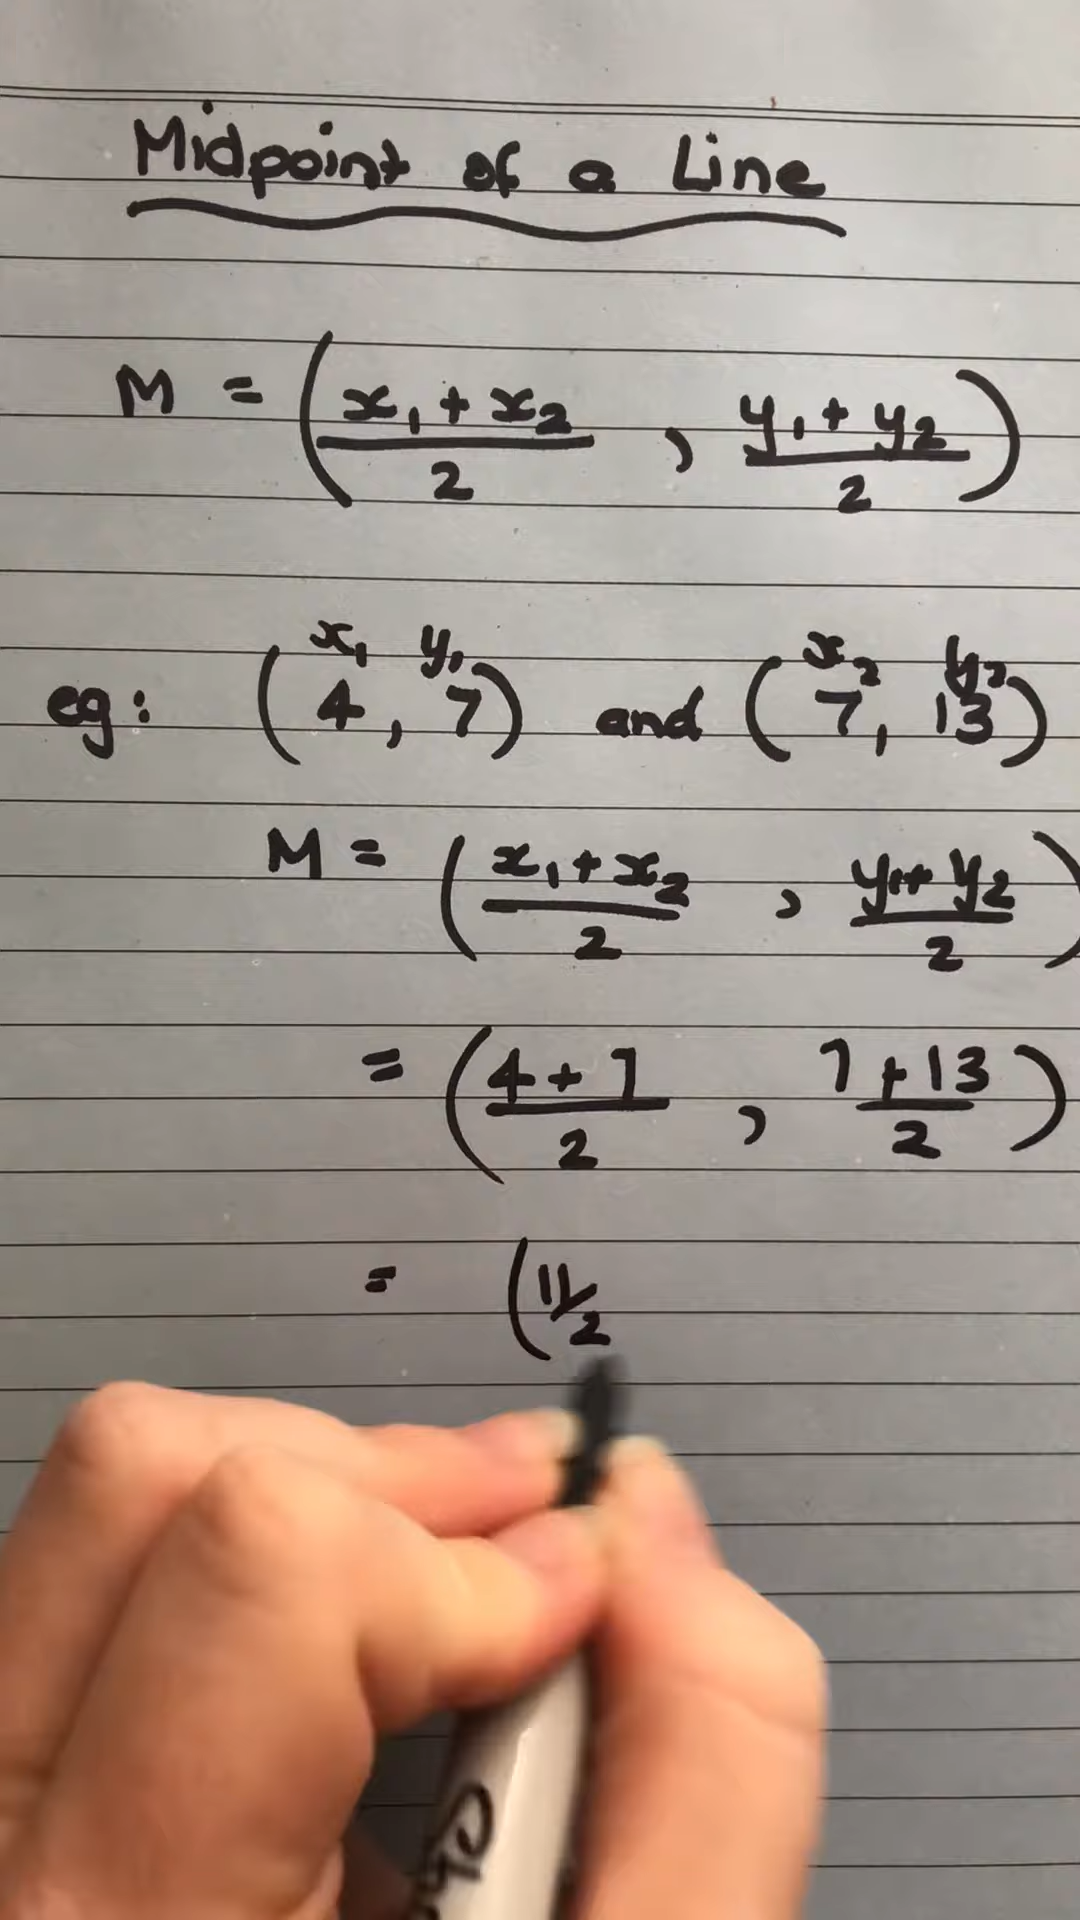 Midpoint of a Line
M = (x₁ + x₂ / 2 , y₁ + y₂ / 2)
x₁ y₁ x₂ y₂
eg: (4, 7) and (7, 13)
M = (x₁ + x₂ / 2 , y₁ + y₂ / 2)
= (4 + 7 / 2 , 7 + 13 / 2)
= (11/2